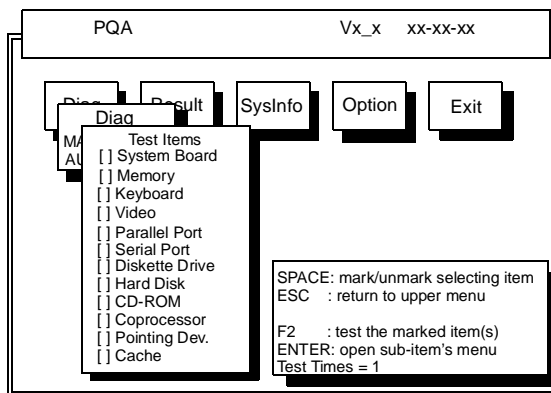 PQA Vx_x xx-xx-xx
Result SysInfo Option Exit
Diag
Test Items
[ ] System Board
[ ] Memory
[ ] Keyboard
[ ] Video
[ ] Parallel Port
[ ] Serial Port
[ ] Diskette Drive
[ ] Hard Disk
[ ] CD-ROM
[ ] Coprocessor
[ ] Pointing Dev.
[ ] Cache
SPACE: mark/unmark selecting item
ESC : return to upper menu
F2 : test the marked item(s)
ENTER: open sub-item's menu
Test Times = 1